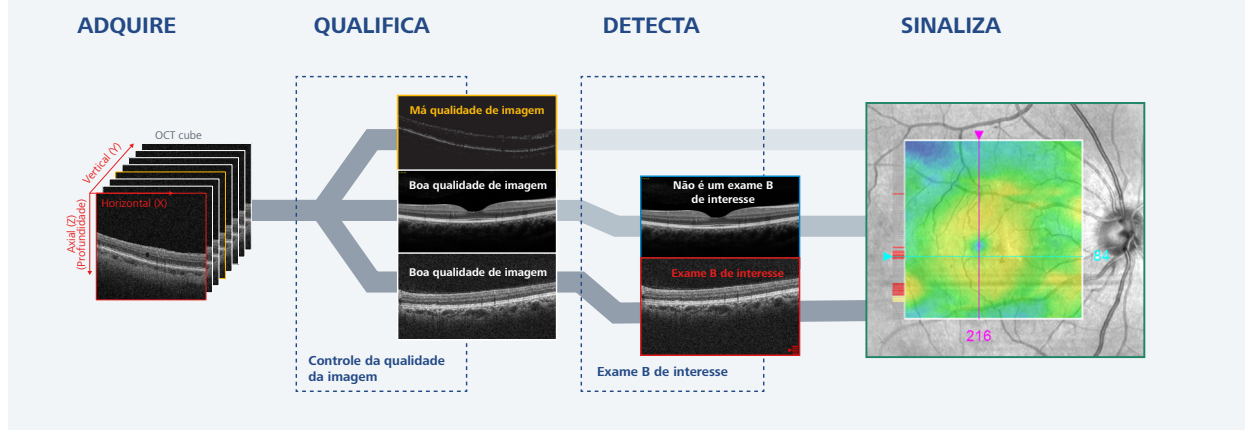 ADQUIRE
QUALIFICA
DETECTA
SINALIZA
OCT cube
Vertical (Y)
Horizontal (X)
Axial (Z)
(Profundidade)
Má qualidade de imagem
Boa qualidade de imagem
Boa qualidade de imagem
Controle da qualidade
da imagem
Não é um exame B
de interesse
Exame B de interesse
Exame B de interesse
84
216